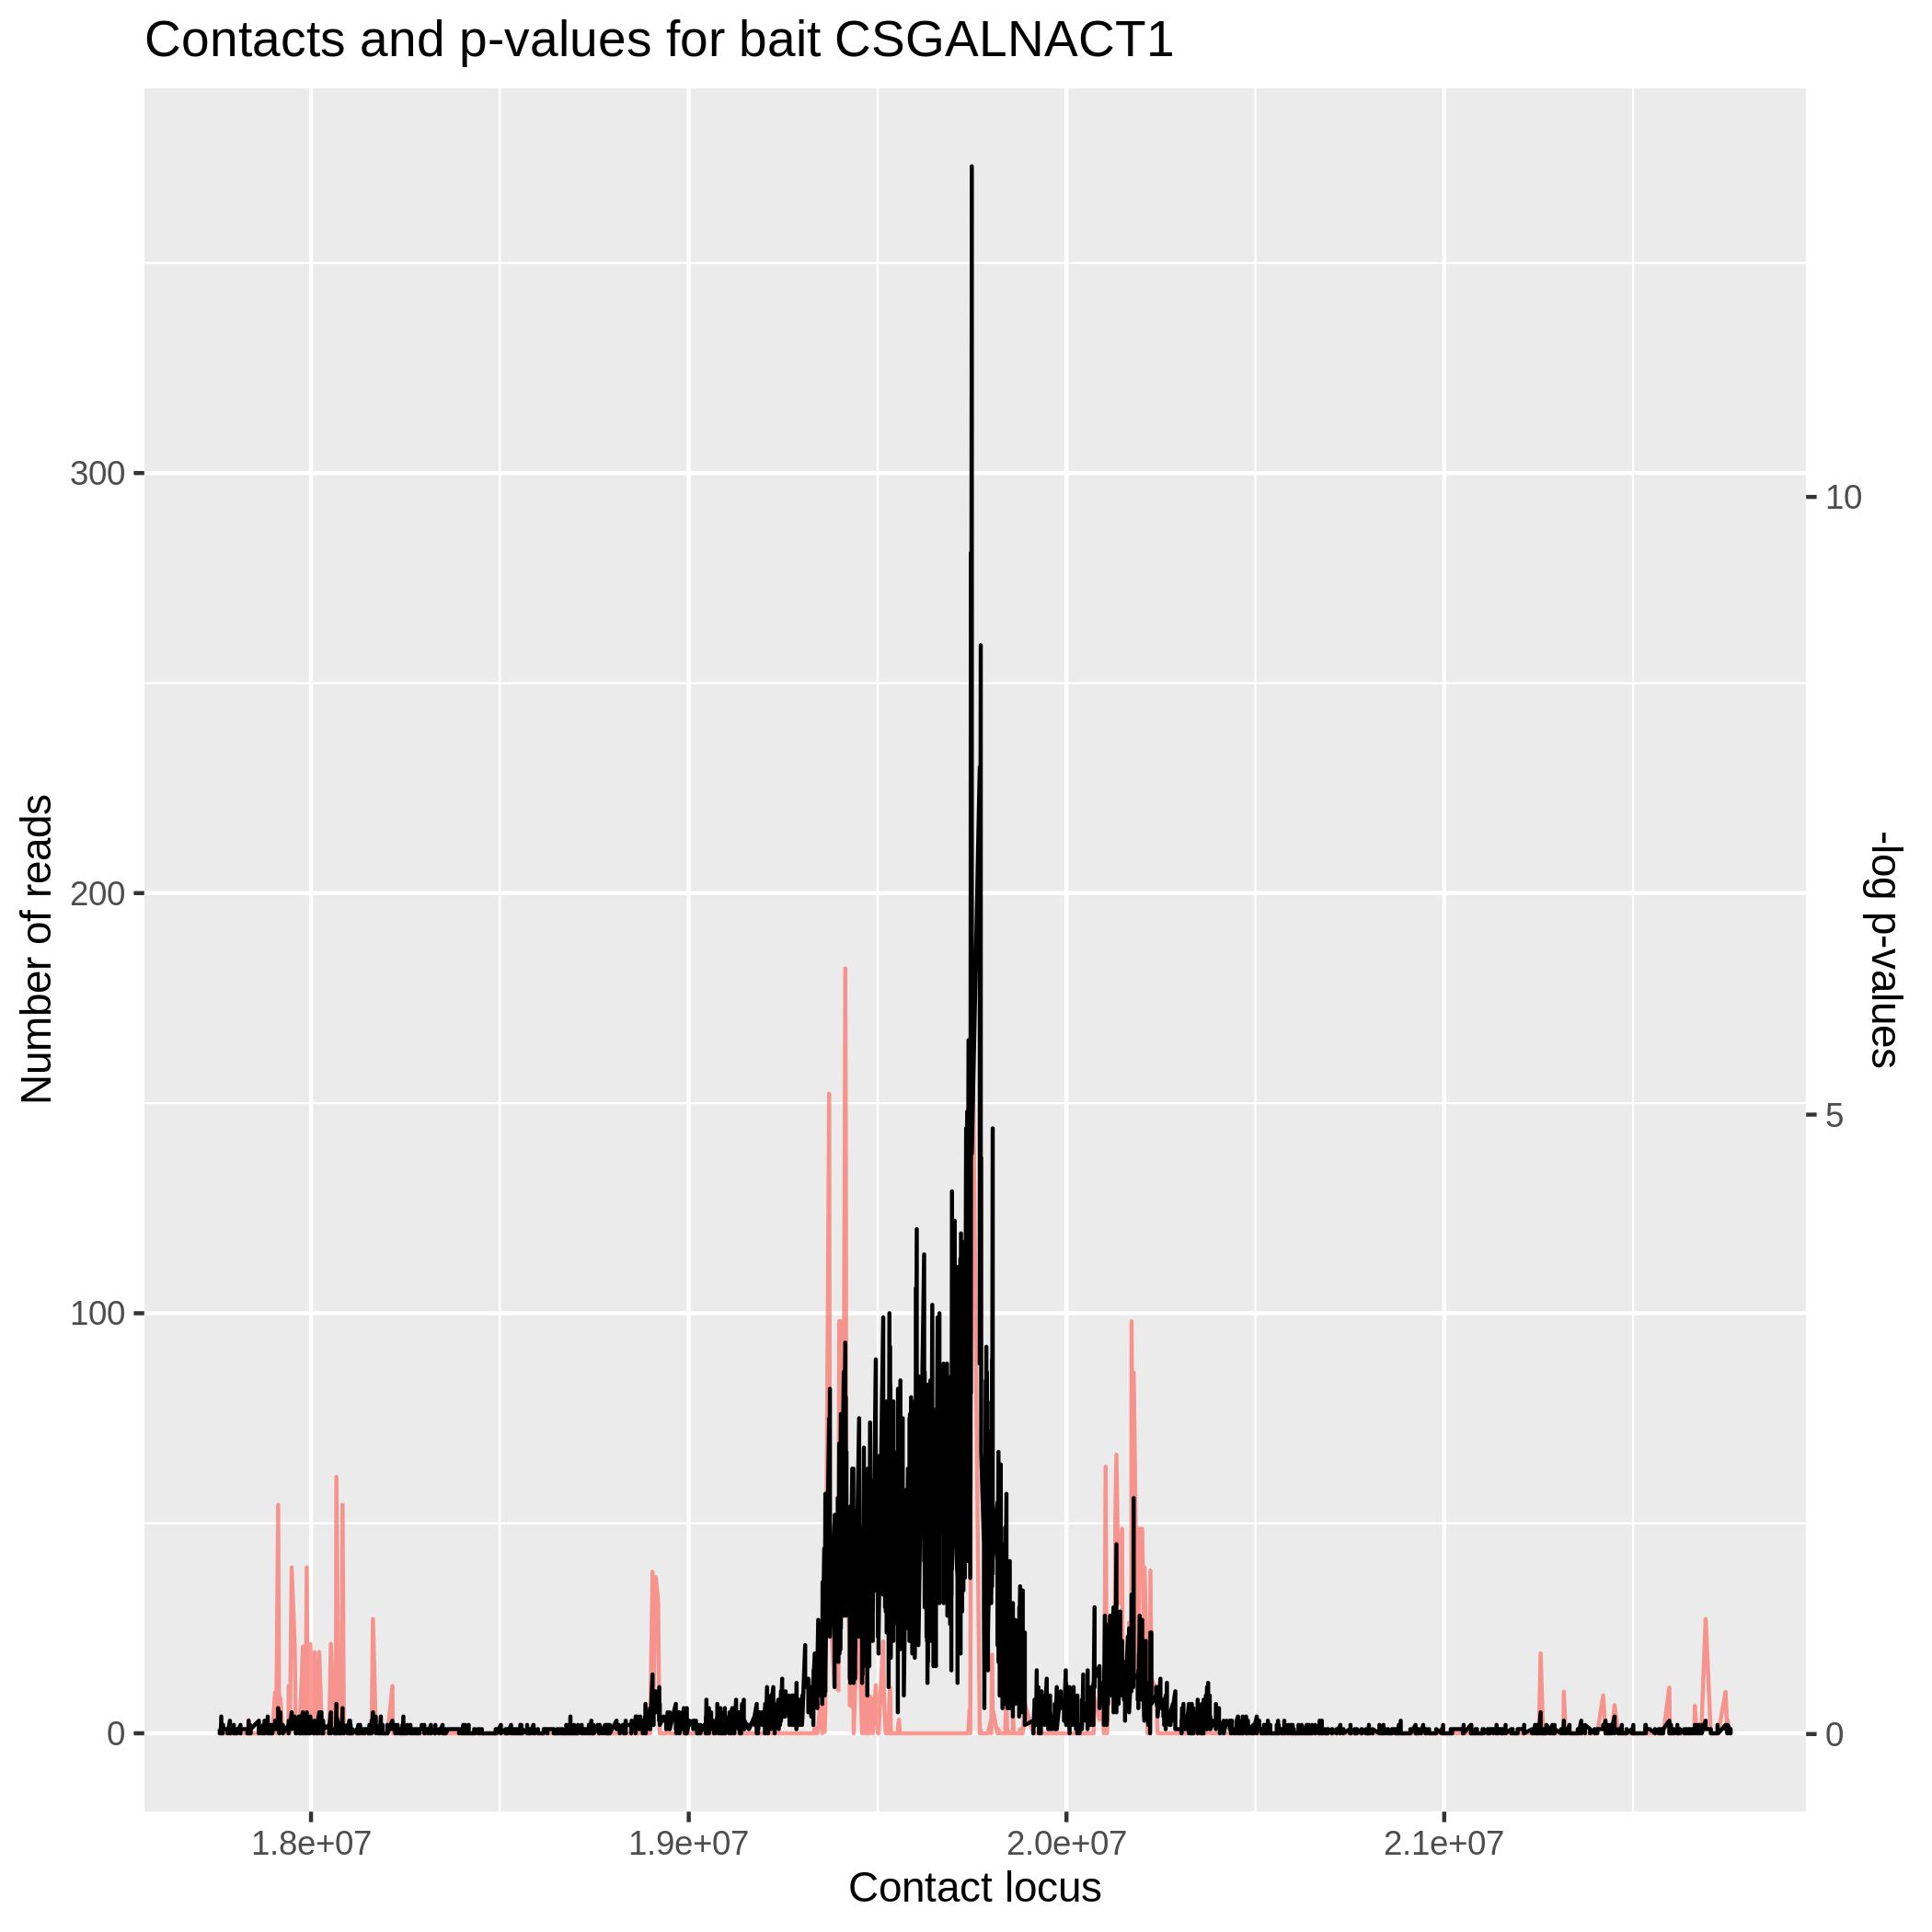 Contacts and p-values for bait CSGALNACT1
Number of reads
300
200
100
0
10
5
0
-log p-values
1.8e+07
1.9e+07
2.0e+07
2.1e+07
Contact locus